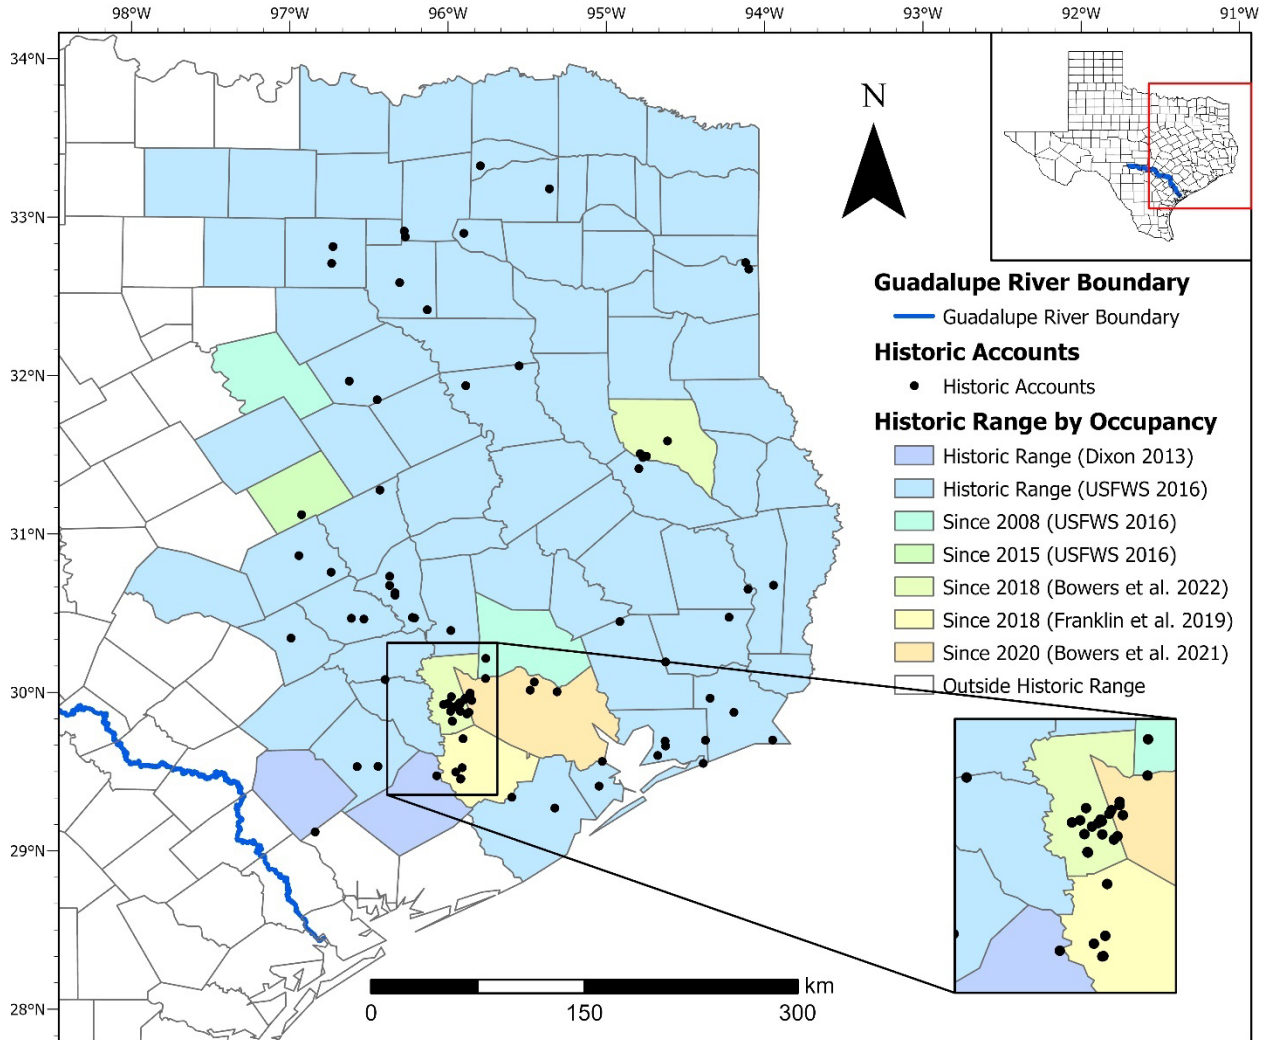 98°W 97°W 96°W 95°W 94°W 93°W 92°W 91°W
34°N
33°N
32°N
31°N
30°N
29°N
28°N
N
Guadalupe River Boundary
Guadalupe River Boundary
Historic Accounts
Historic Accounts
Historic Range by Occupancy
Historic Range (Dixon 2013)
Historic Range (USFWS 2016)
Since 2008 (USFWS 2016)
Since 2015 (USFWS 2016)
Since 2018 (Bowers et al. 2022)
Since 2018 (Franklin et al. 2019)
Since 2020 (Bowers et al. 2021)
Outside Historic Range
km
0 150 300